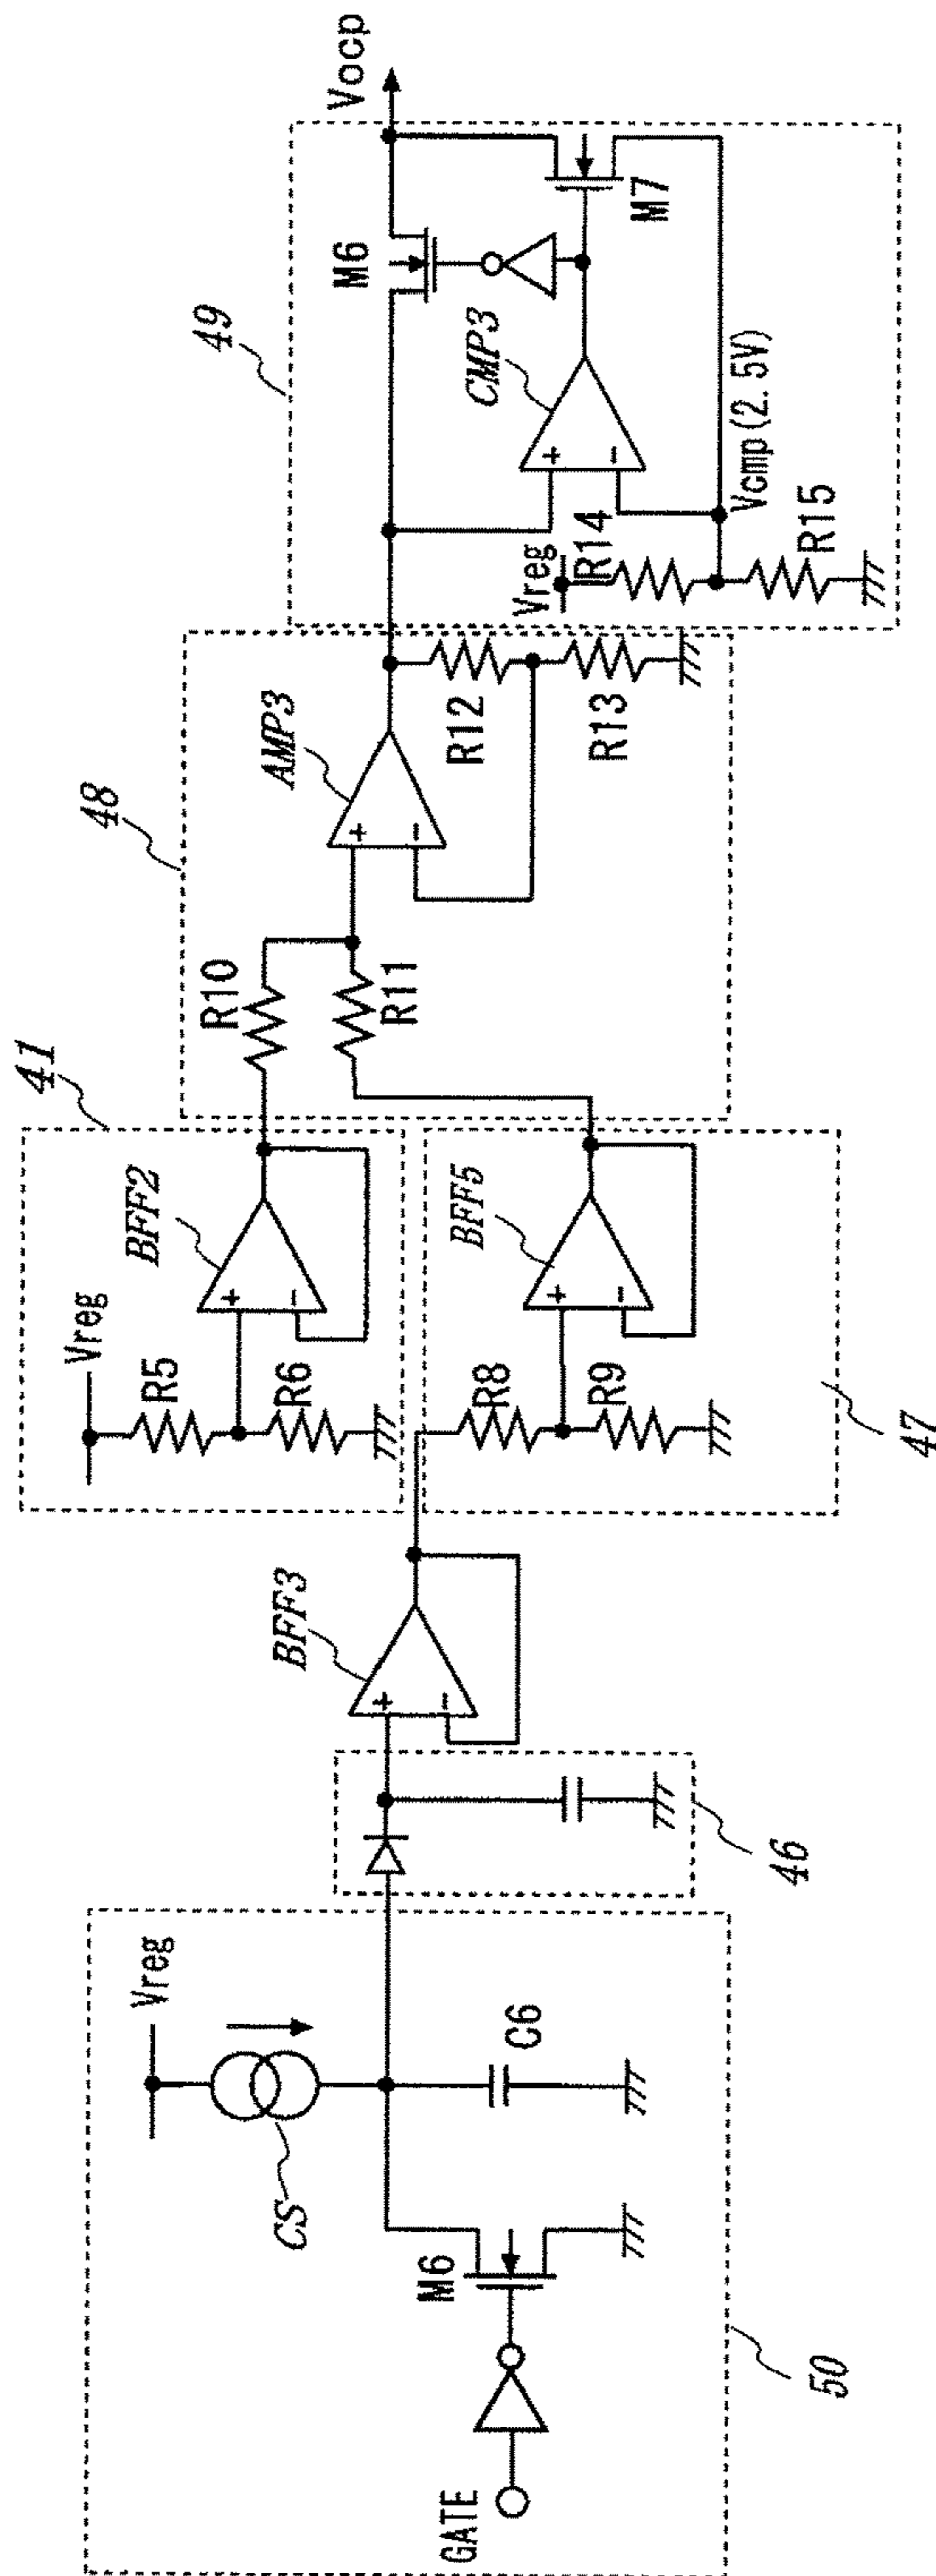 GATE
M6
CS
Vreg
C6
50
46
BFF3
41
Vreg
R5
R6
BFF2
+
-
R8
R9
BFF5
+
-
47
+
-
48
R10
R11
AMP3
+
-
R12
R13
49
Vreg
R14
R15
CMP3
+
-
Vcmp(2.5V)
M6
M7
Vocp